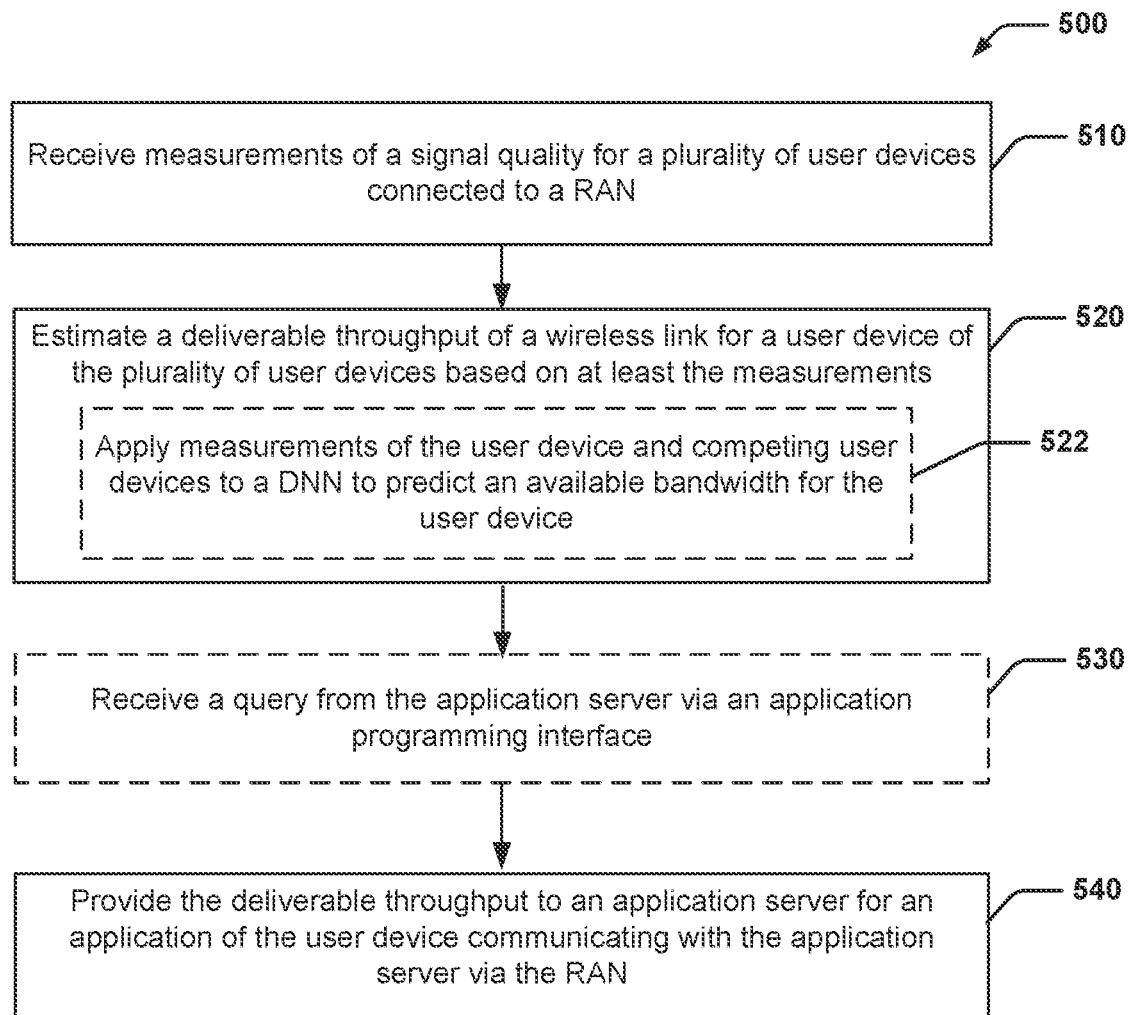 500
Receive measurements of a signal quality for a plurality of user devices
connected to a RAN
510
Estimate a deliverable throughput of a wireless link for a user device of
the plurality of user devices based on at least the measurements
520
Apply measurements of the user device and competing user
devices to a DNN to predict an available bandwidth for the
user device
522
Receive a query from the application server via an application
programming interface
530
Provide the deliverable throughput to an application server for an
application of the user device communicating with the application
server via the RAN
540